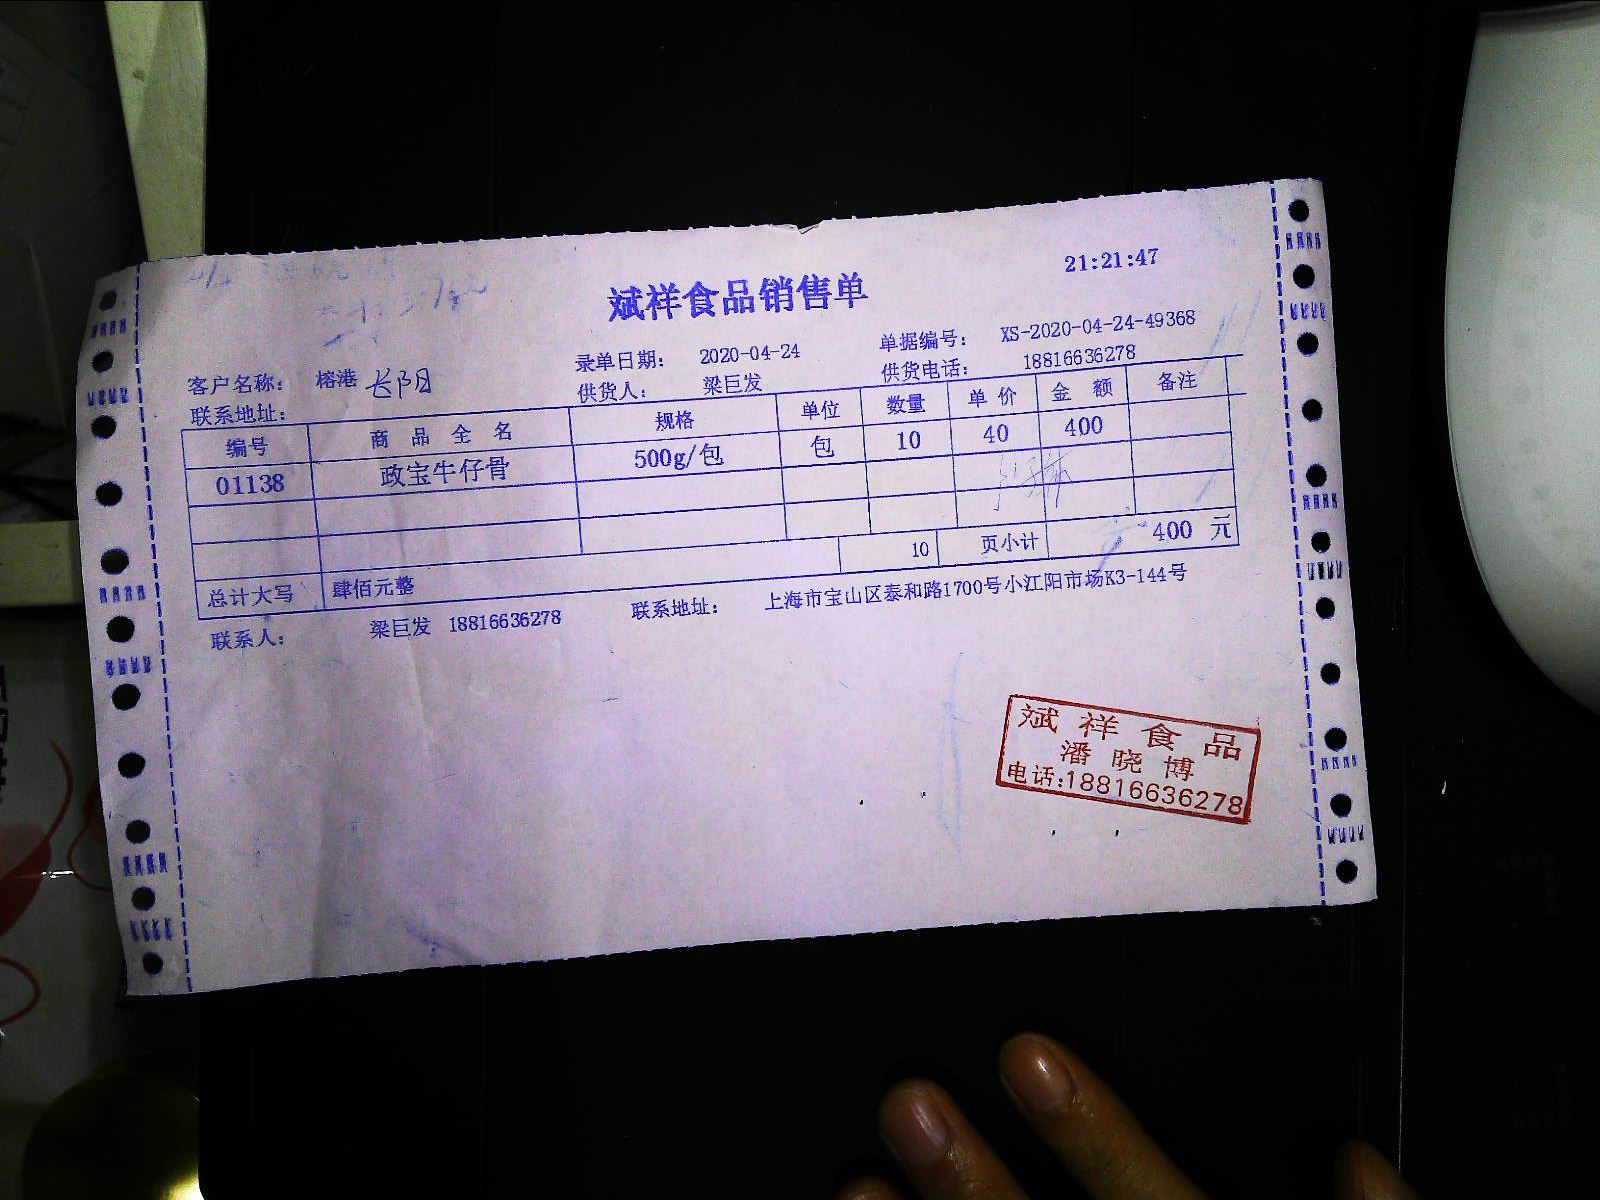 21:21:47
斌祥食品销售单
录单日期： 2020-04-24 单据编号： XS-2020-04-24-49368
客户名称： 榕港 长阳 供货人： 梁巨发 供货电话： 18816636278
联系地址：
编号 商品全名 规格 单位 数量 单价 金额 备注
01138 政宝牛仔骨 500g/包 包 10 40 400
10 页小计 400 元
总计大写 肆佰元整
联系人： 梁巨发 18816636278 联系地址： 上海市宝山区泰和路1700号小江阳市场K3-144号
斌祥食品
潘晓博
电话:18816636278